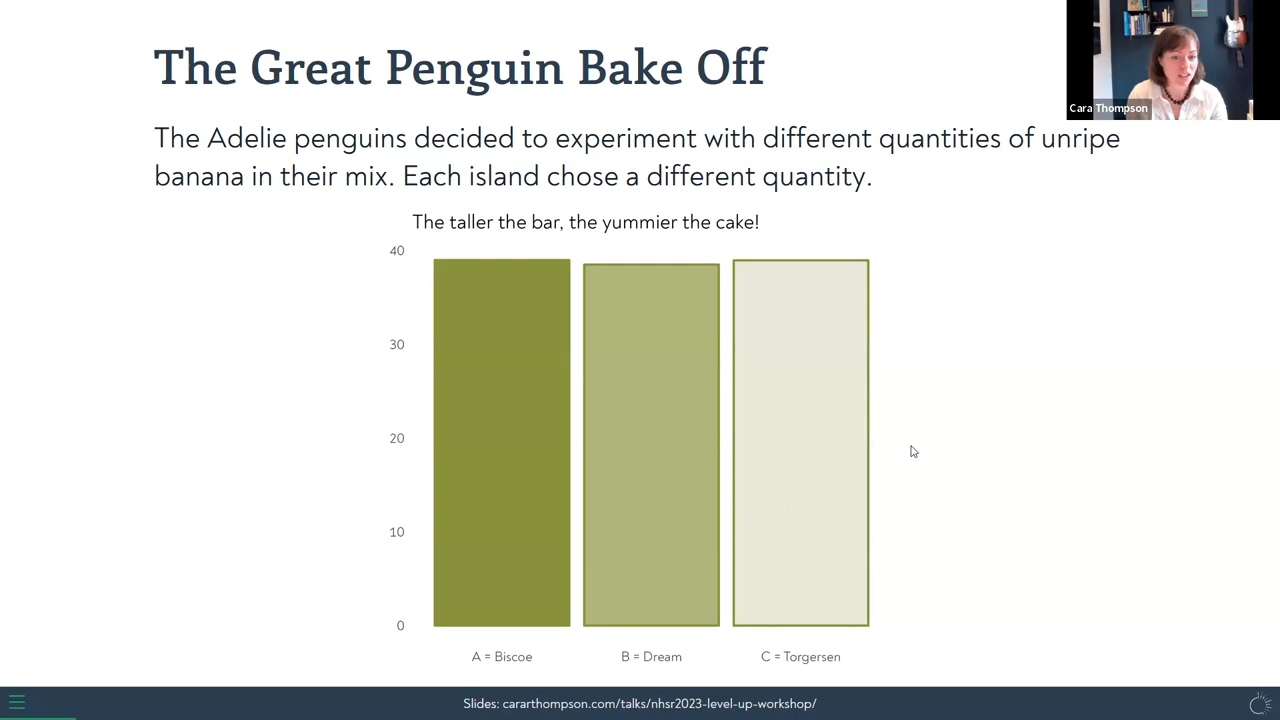 The Great Penguin Bake Off
Cara Thompson
The Adelie penguins decided to experiment with different quantities of unripe
banana in their mix. Each island chose a different quantity.
The taller the bar, the yummier the cake!
40
30
20
10
0
A = Biscoe
B = Dream
C = Torgersen
Slides: cararthompson.com/talks/nhsr2023-level-up-workshop/